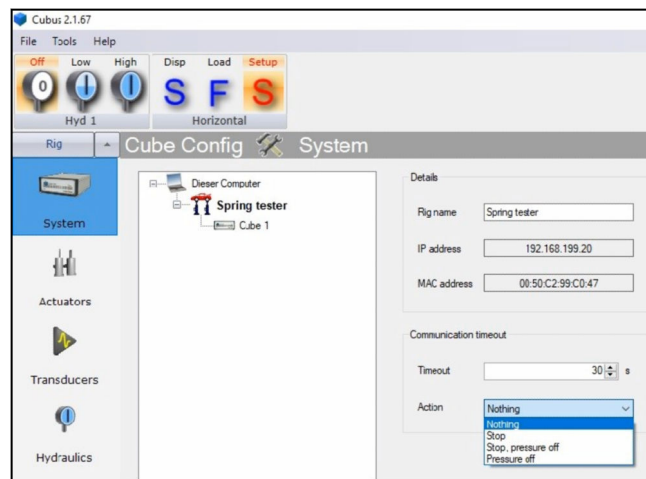 Cubus 2.1.67
File Tools Help
Off Low High Disp Load Setup
0 S F S
Hyd 1 Horizontal
Rig Cube Config System
Dieser Computer
Spring tester
Cube 1
System
Actuators
Transducers
Hydraulics
Details
Rig name Spring tester
IP address 192.168.199.20
MAC address 00:50:C2:99:C0:47
Communication timeout
Timeout 30 s
Action Nothing
Nothing
Stop
Stop, pressure off
Pressure off